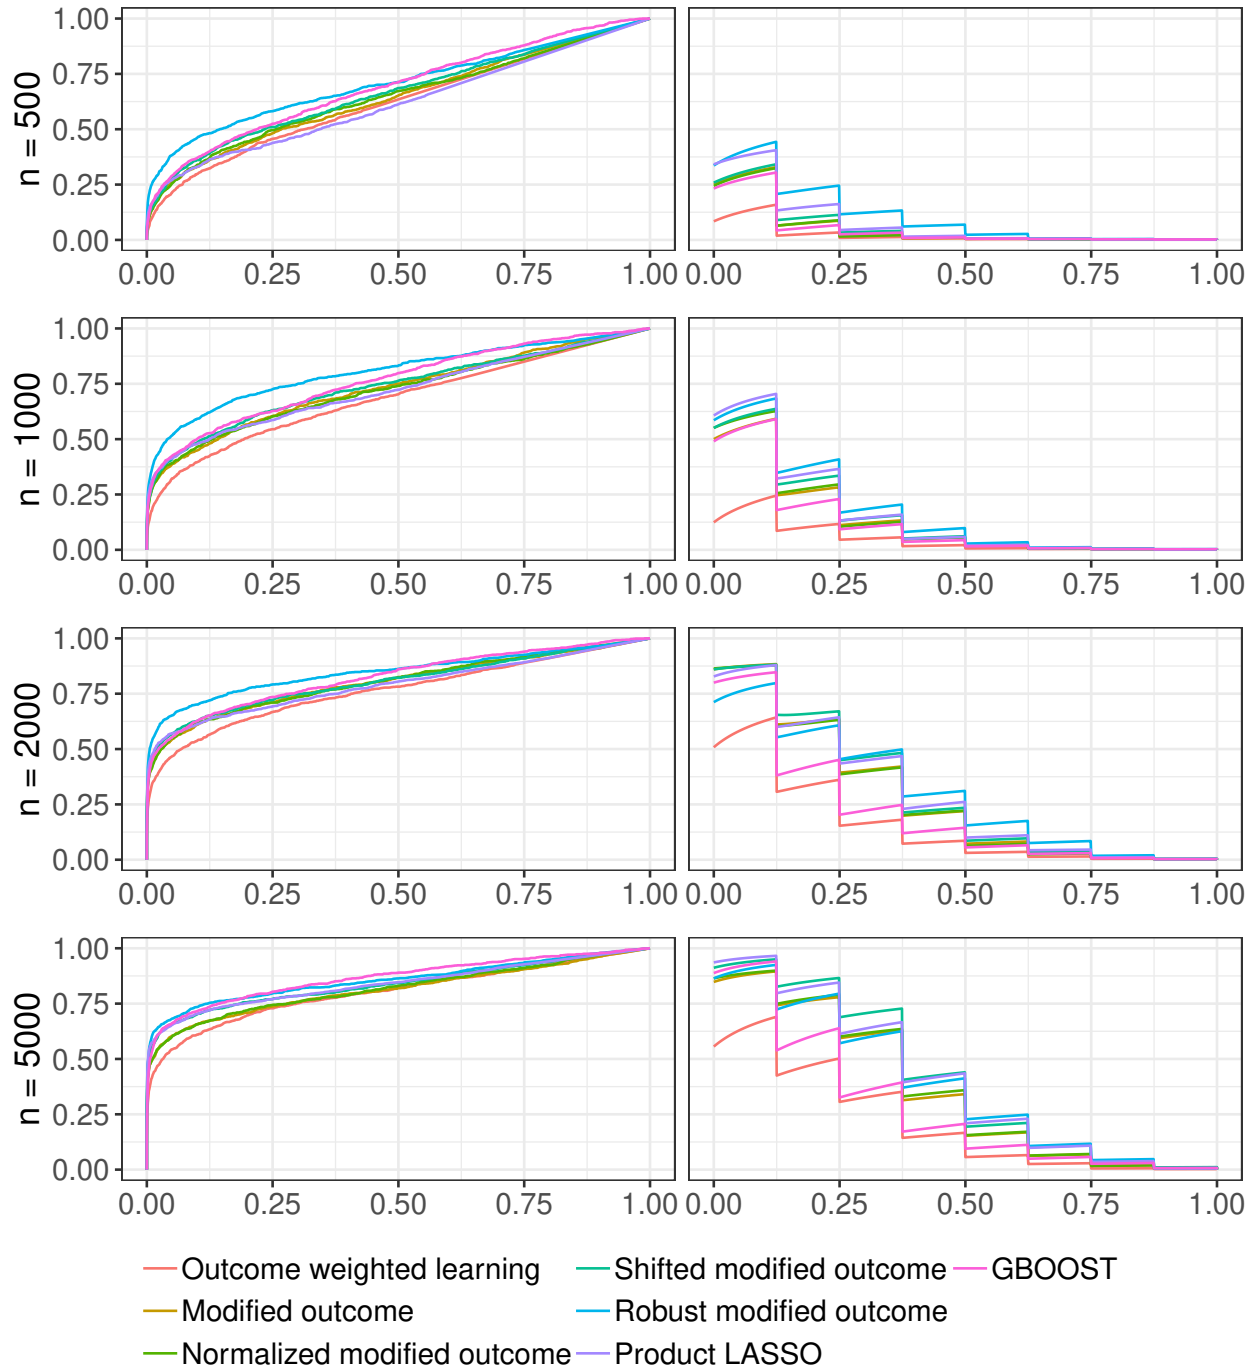 1.00
0.75
0.50
0.25
0.00
n = 500
0.00 0.25 0.50 0.75 1.00 0.00 0.25 0.50 0.75 1.00
1.00
0.75
0.50
0.25
0.00
n = 1000
0.00 0.25 0.50 0.75 1.00 0.00 0.25 0.50 0.75 1.00
1.00
0.75
0.50
0.25
0.00
n = 2000
0.00 0.25 0.50 0.75 1.00 0.00 0.25 0.50 0.75 1.00
1.00
0.75
0.50
0.25
0.00
n = 5000
0.00 0.25 0.50 0.75 1.00 0.00 0.25 0.50 0.75 1.00
Outcome weighted learning Shifted modified outcome GBOOST
Modified outcome Robust modified outcome
Normalized modified outcome Product LASSO